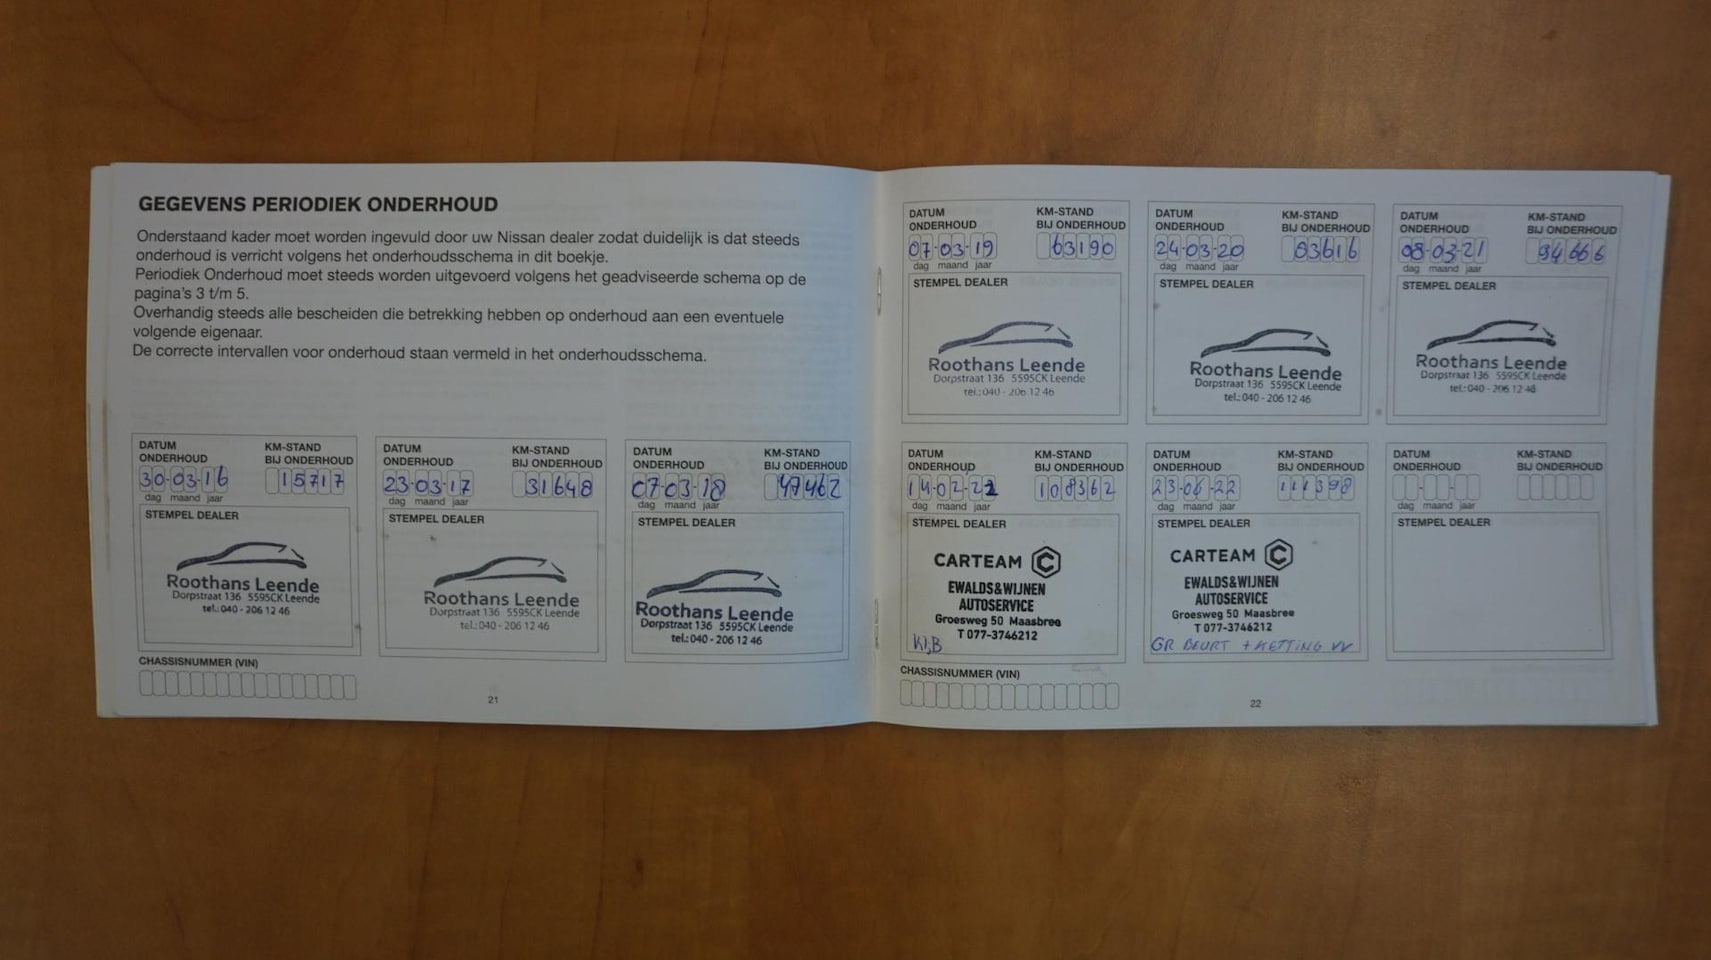 GEGEVENS PERIODIEK ONDERHOUD
Onderstaand kader moet worden ingevuld door uw Nissan dealer zodat duidelijk is dat steeds
onderhoud is verricht volgens het onderhoudsschema in dit boekje.
Periodiek Onderhoud moet steeds worden uitgevoerd volgens het geadviseerde schema op de
pagina's 3 t/m 5.
Overhandig steeds alle bescheiden die betrekking hebben op onderhoud aan een eventuele
volgende eigenaar.
De correcte intervallen voor onderhoud staan vermeld in het onderhoudsschema.
DATUM
ONDERHOUD
KM-STAND
BIJ ONDERHOUD
30-03-16
15717
dag maand jaar
STEMPEL DEALER
Roothans Leende
Dorpstraat 136 5595CK Leende
tel.:040 - 206 12 46
DATUM
ONDERHOUD
KM-STAND
BIJ ONDERHOUD
23-03-17
31648
dag maand jaar
STEMPEL DEALER
Roothans Leende
Dorpstraat 136 5595CK Leende
tel.:040 - 206 12 46
DATUM
ONDERHOUD
KM-STAND
BIJ ONDERHOUD
07-03-18
47462
dag maand jaar
STEMPEL DEALER
Roothans Leende
Dorpstraat 136 5595CK Leende
tel.:040 - 206 12 46
CHASSISNUMMER (VIN)
21
DATUM
ONDERHOUD
KM-STAND
BIJ ONDERHOUD
07-03-19
63190
dag maand jaar
STEMPEL DEALER
Roothans Leende
Dorpstraat 136 5595CK Leende
tel.:040 - 206 12 46
DATUM
ONDERHOUD
KM-STAND
BIJ ONDERHOUD
24-03-20
83616
dag maand jaar
STEMPEL DEALER
Roothans Leende
Dorpstraat 136 5595CK Leende
tel.:040 - 206 12 46
DATUM
ONDERHOUD
KM-STAND
BIJ ONDERHOUD
08-03-21
94666
dag maand jaar
STEMPEL DEALER
Roothans Leende
Dorpstraat 136 5595CK Leende
tel.:040 - 206 12 46
DATUM
ONDERHOUD
KM-STAND
BIJ ONDERHOUD
14-02-22
108362
dag maand jaar
STEMPEL DEALER
CARTEAM C
EWALDS&WIJNEN
AUTOSERVICE
Groesweg 50 Maasbree
T 077-3746212
DATUM
ONDERHOUD
KM-STAND
BIJ ONDERHOUD
23-06-22
111398
dag maand jaar
STEMPEL DEALER
CARTEAM C
EWALDS&WIJNEN
AUTOSERVICE
Groesweg 50 Maasbree
T 077-3746212
GR BEURT + KETTING VV
DATUM
ONDERHOUD
KM-STAND
BIJ ONDERHOUD
dag maand jaar
STEMPEL DEALER
CHASSISNUMMER (VIN)
22